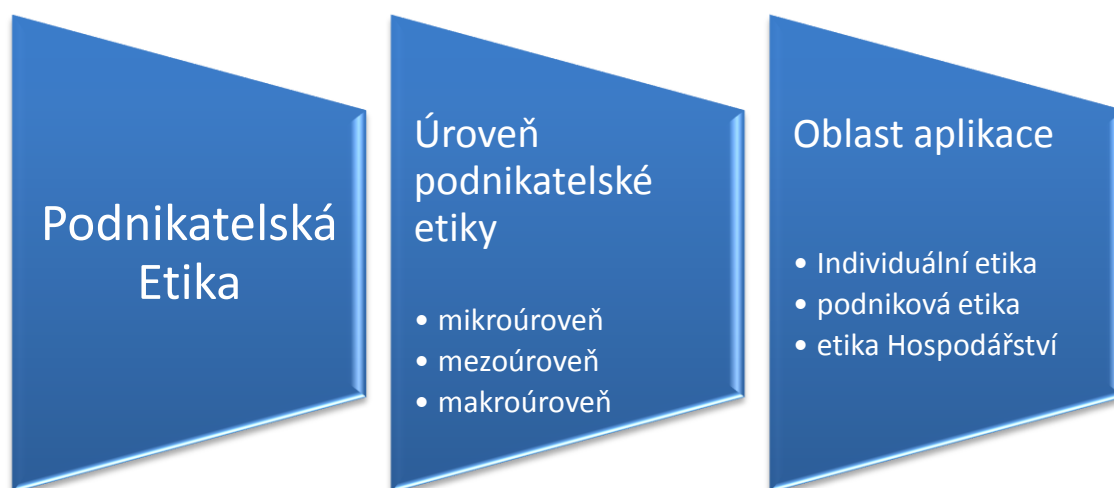 Podnikatelská
Etika
Úroveň
podnikatelské
etiky
• mikroúroveň
• mezoúroveň
• makroúroveň
Oblast aplikace
• Individuální etika
• podniková etika
• etika Hospodářství